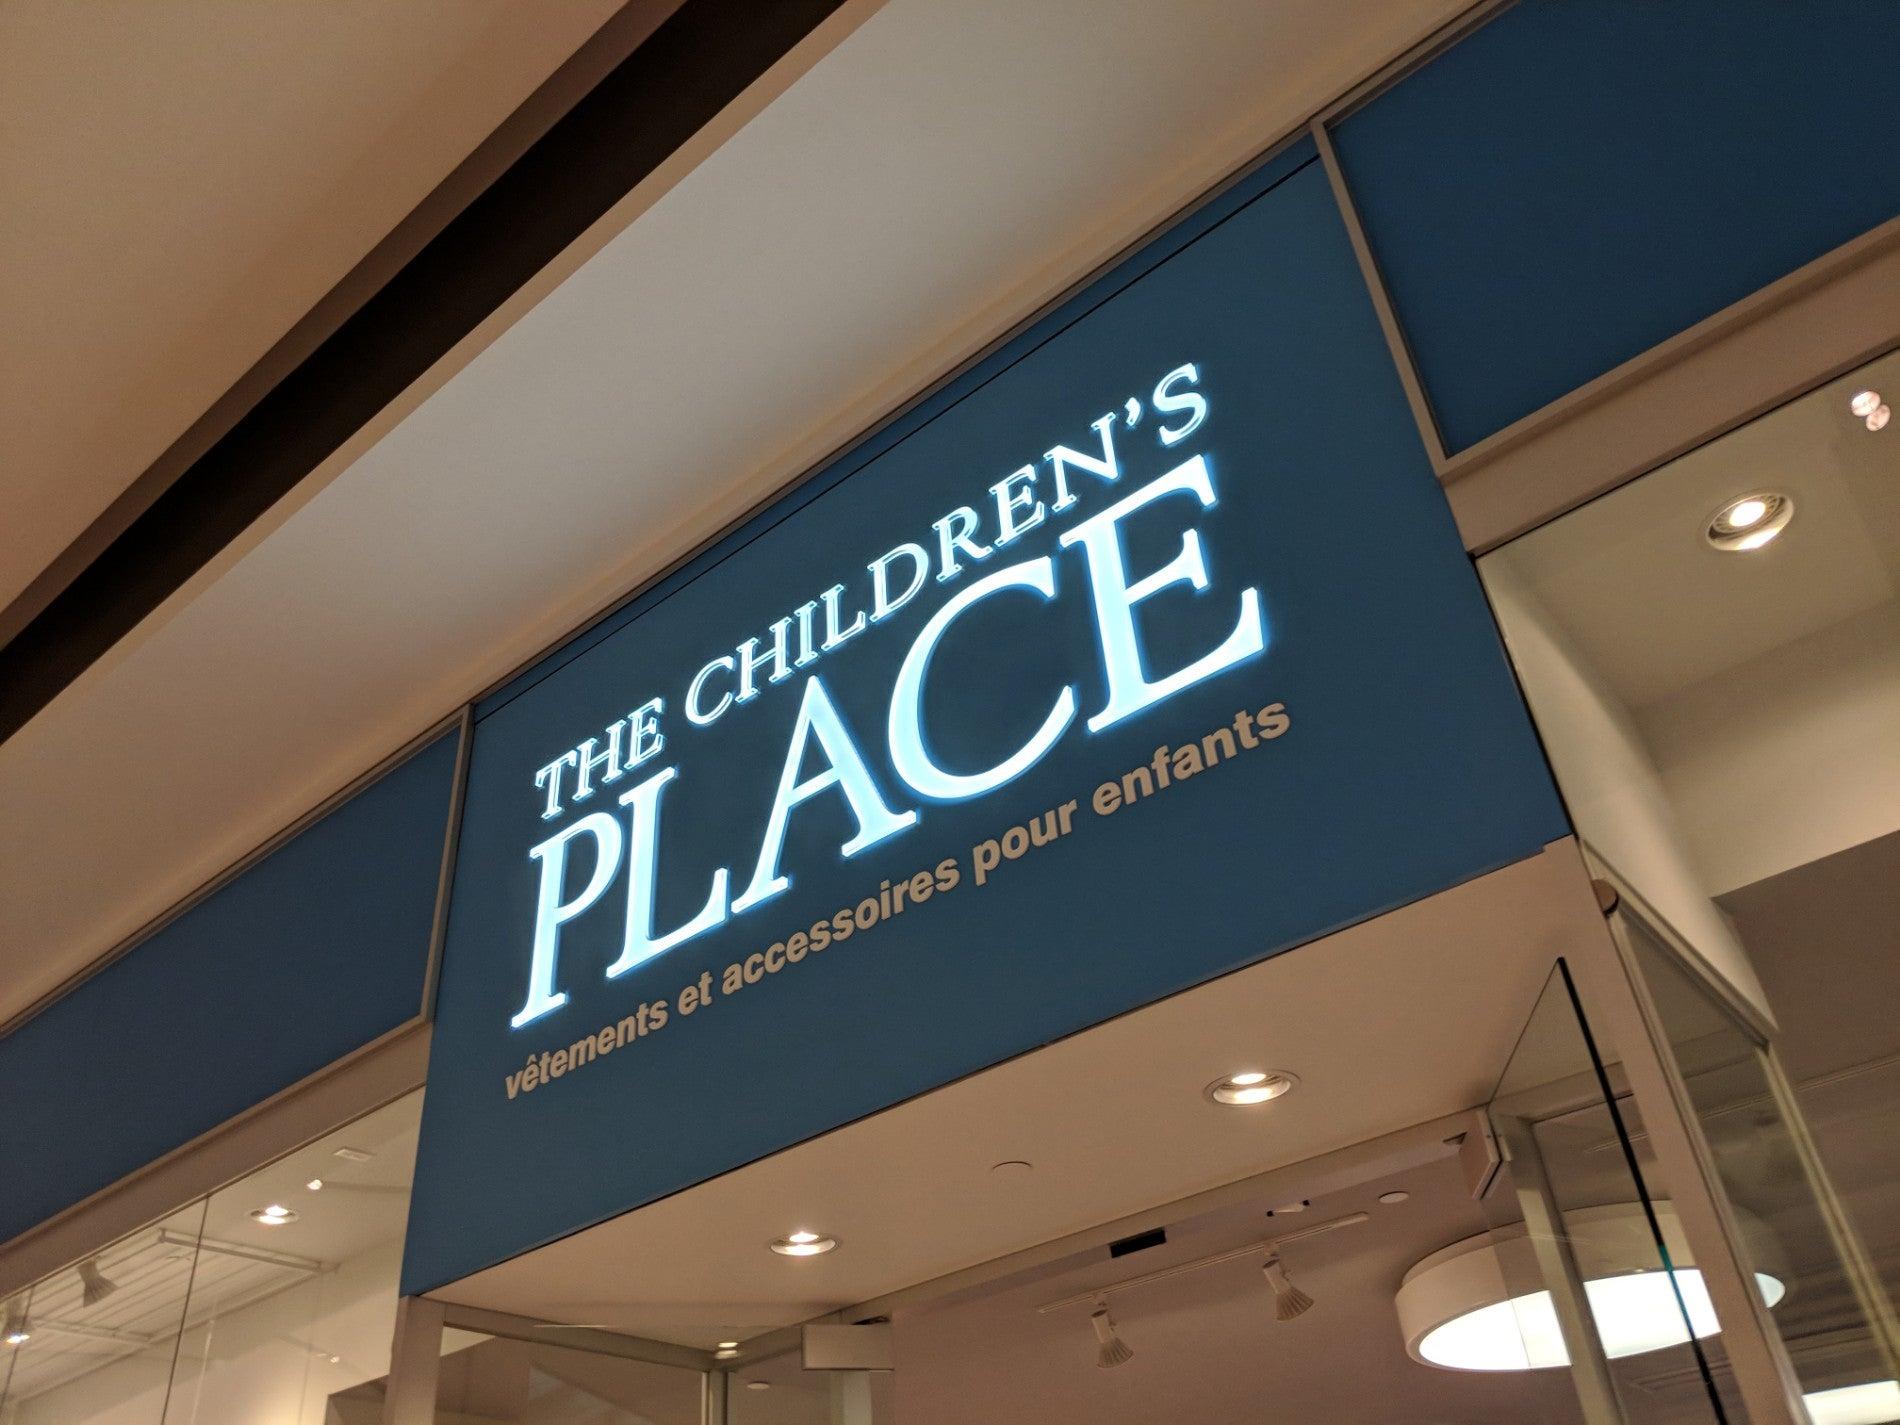 THE CHILDREN'S
PLACE
vêtements et accessoires pour enfants